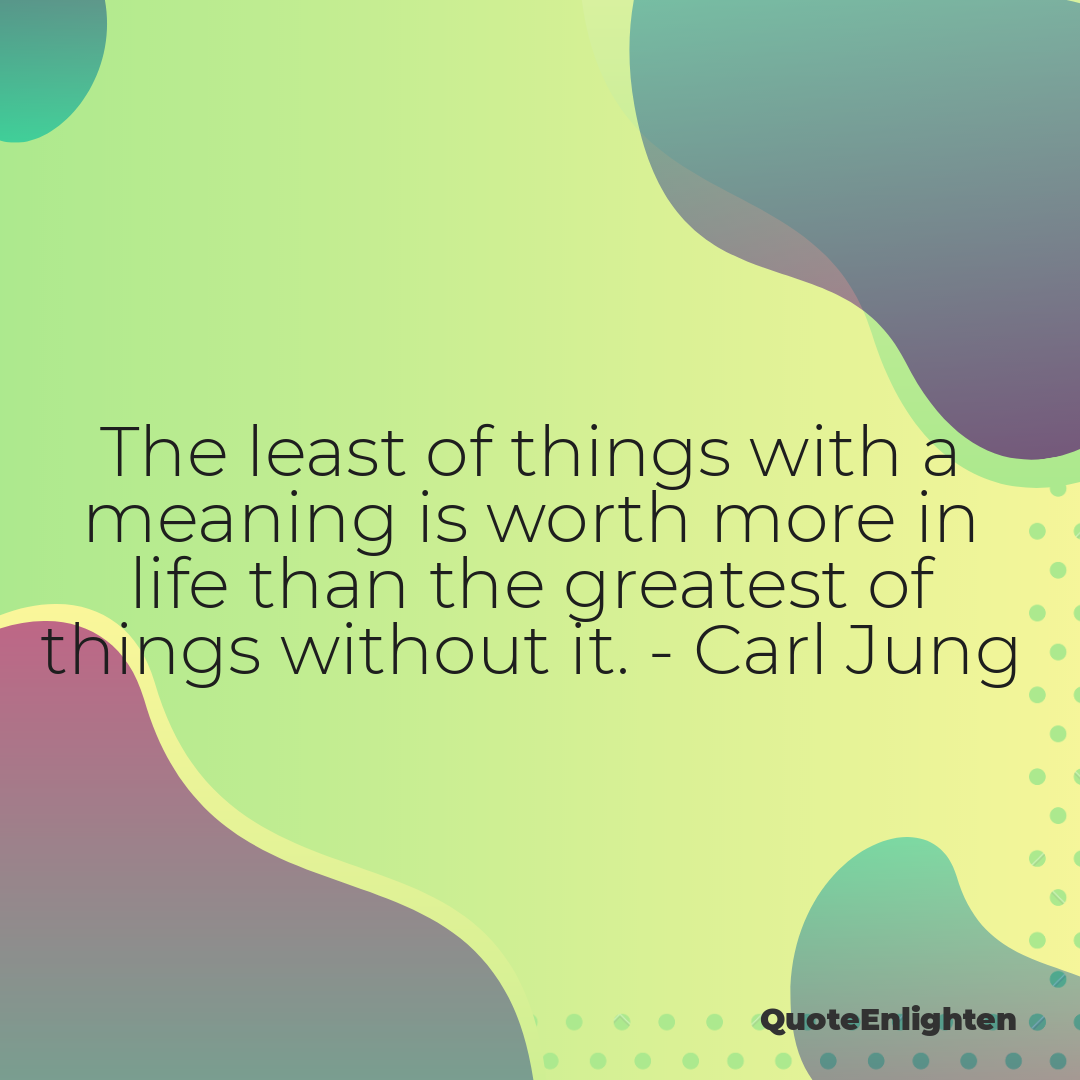 The least of things with a
meaning is worth more in
life than the greatest of
things without it. - Carl Jung
QuoteEnlighten